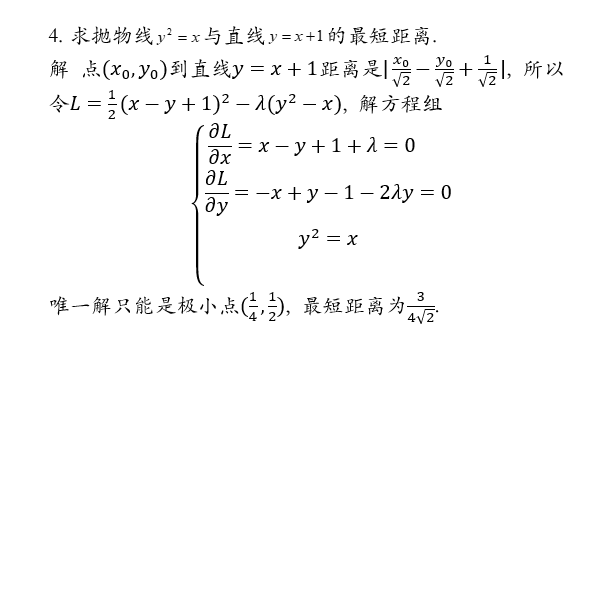 4. 求抛物线 y² = x 与直线 y = x+1 的最短距离.
解 点(x₀, y₀)到直线y = x + 1距离是|x₀/√2 − y₀/√2 + 1/√2|, 所以
令L = 1/2 (x − y + 1)² − λ(y² − x), 解方程组
∂L/∂x = x − y + 1 + λ = 0
∂L/∂y = −x + y − 1 − 2λy = 0
y² = x
唯一解只能是极小点(1/4, 1/2), 最短距离为3/(4√2).